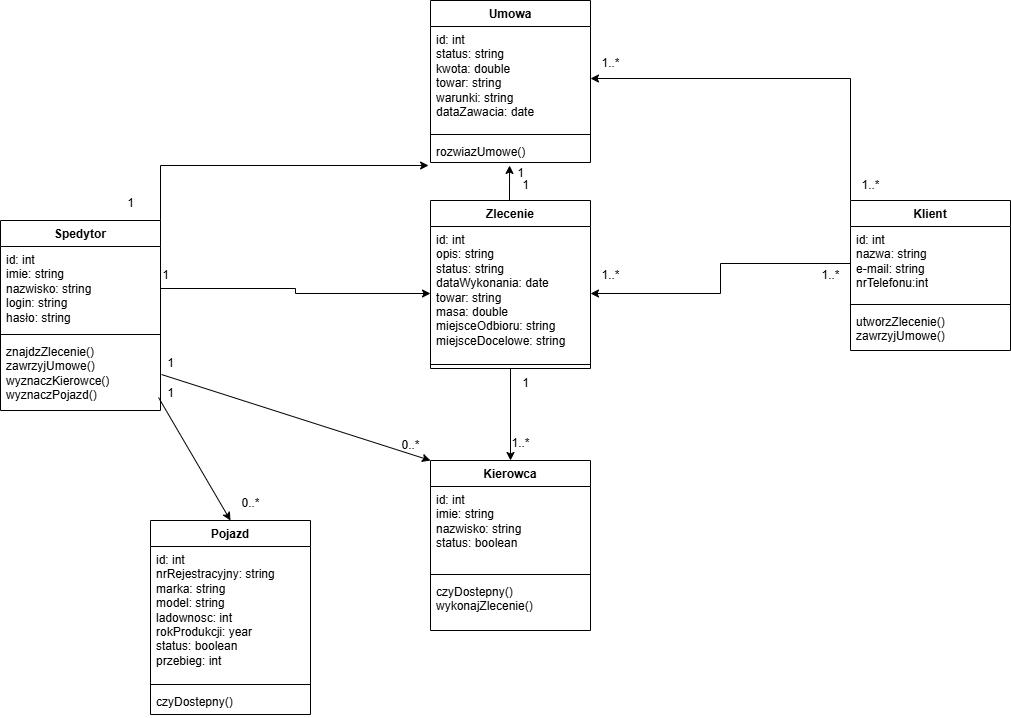 Umowa
id: int
status: string
kwota: double
towar: string
warunki: string
dataZawacia: date
rozwiazUmowe()
1..*
1
1
1
1..*
Spedytor
id: int
imie: string
nazwisko: string
login: string
hasło: string
znajdzZlecenie()
zawrzyjUmowe()
wyznaczKierowce()
wyznaczPojazd()
1
1
1
Zlecenie
id: int
opis: string
status: string
dataWykonania: date
towar: string
masa: double
miejsceOdbioru: string
miejsceDocelowe: string
1..*
1..*
Klient
id: int
nazwa: string
e-mail: string
nrTelefonu:int
utworzZlecenie()
zawrzyjUmowe()
1
1..*
0..*
Kierowca
id: int
imie: string
nazwisko: string
status: boolean
czyDostepny()
wykonajZlecenie()
0..*
Pojazd
id: int
nrRejestracyjny: string
marka: string
model: string
ladownosc: int
rokProdukcji: year
status: boolean
przebieg: int
czyDostepny()